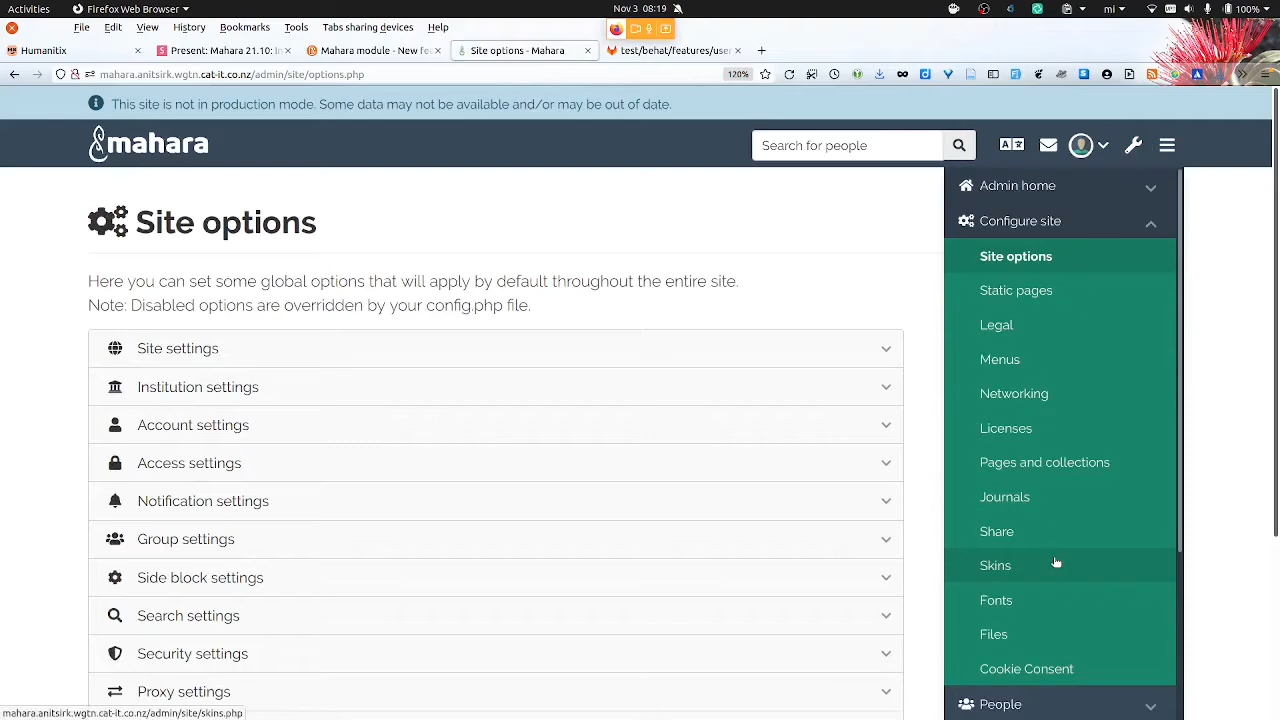 Activities
Firefox Web Browser
Nov 3 08:19
mi
100%
File Edit View History Bookmarks Tools Tabs sharing devices Help
Humanitix
Present: Mahara 21.10: In
Mahara module - New fo
Site options - Mahara
test/behat/features/user
mahara.anitsirk.wgtn.cat-it.co.nz/admin/site/options.php
120%
This site is not in production mode. Some data may not be available and/or may be out of date.
mahara
Search for people
Admin home
Configure site
Site options
Static pages
Legal
Menus
Networking
Licenses
Pages and collections
Journals
Share
Skins
Fonts
Files
Cookie Consent
People
Site options
Here you can set some global options that will apply by default throughout the entire site.
Note: Disabled options are overridden by your config.php file.
Site settings
Institution settings
Account settings
Access settings
Notification settings
Group settings
Side block settings
Search settings
Security settings
Proxy settings
mahara.anitsirk.wgtn.cat-it.co.nz/admin/site/skins.php